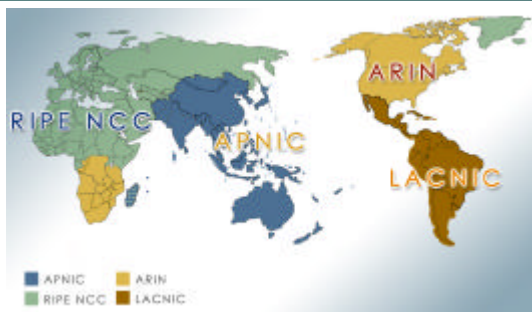 ARIN
RIPE NCC
APNIC
LACNIC
APNIC ARIN
RIPE NCC LACNIC